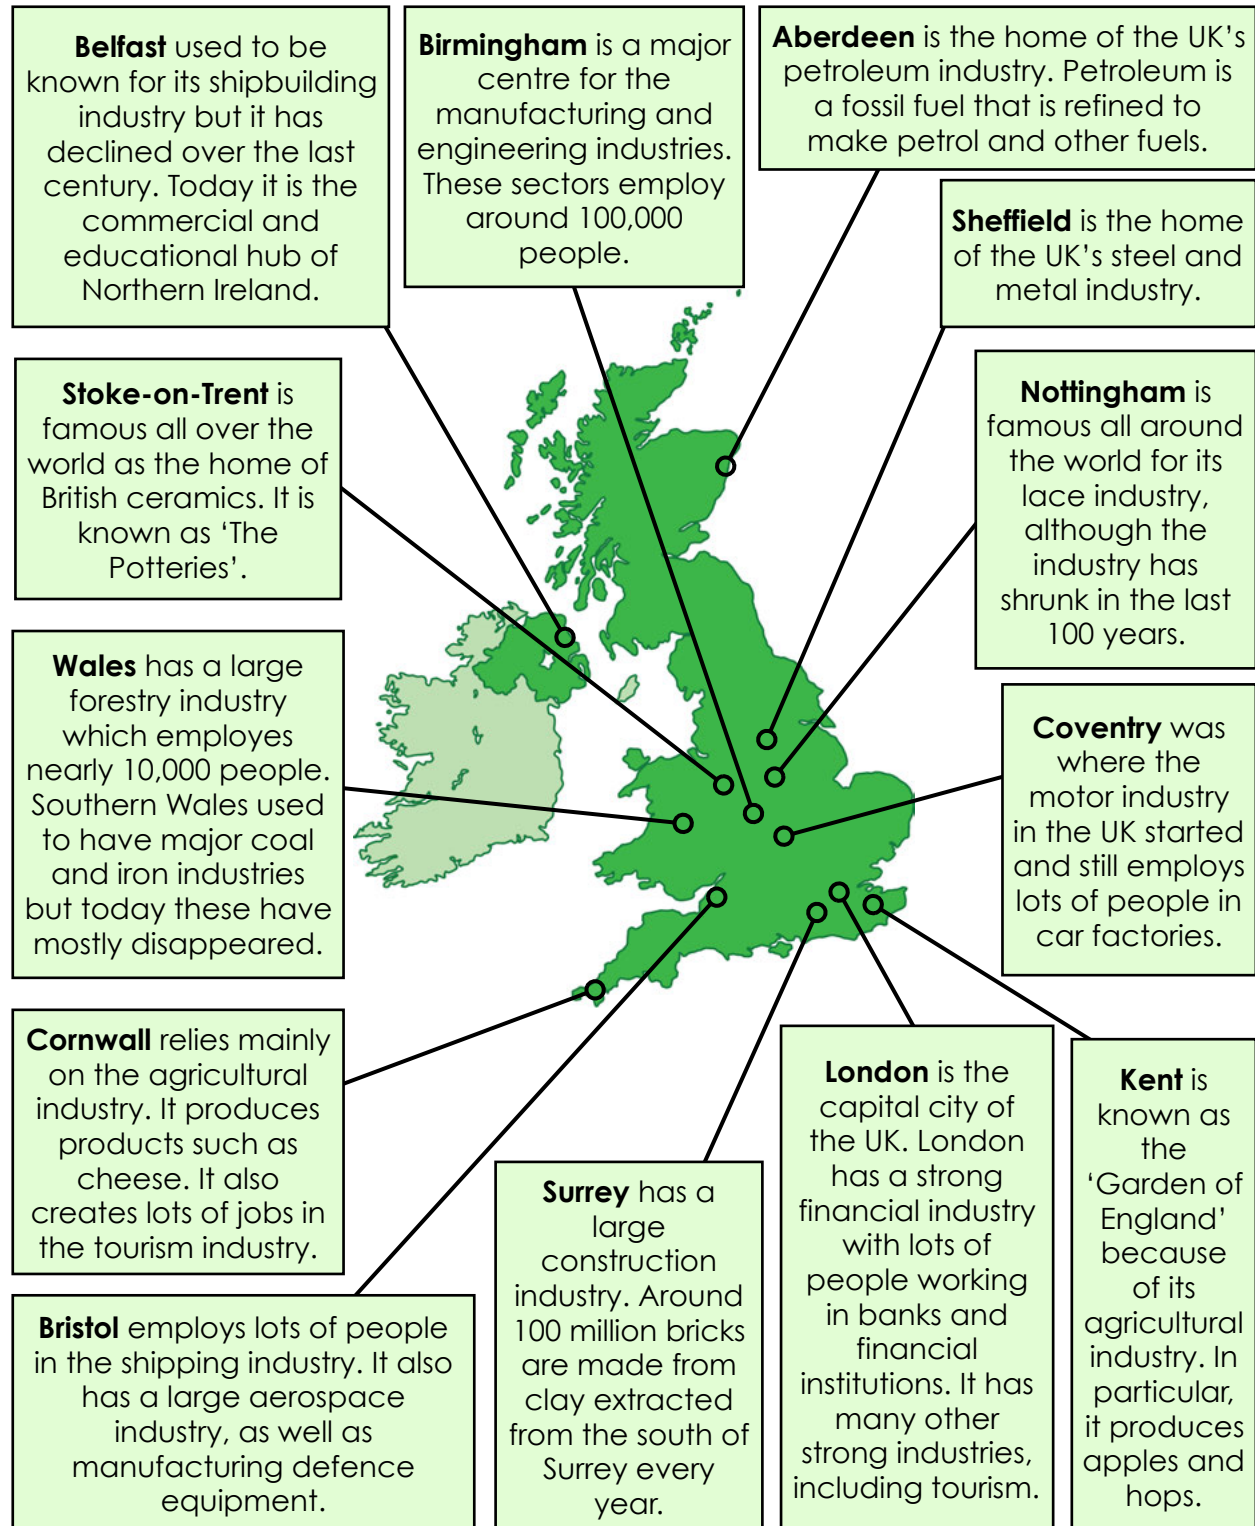 Belfast used to be
known for its shipbuilding
industry but it has
declined over the last
century. Today it is the
commercial and
educational hub of
Northern Ireland.
Birmingham is a major
centre for the
manufacturing and
engineering industries.
These sectors employ
around 100,000
people.
Aberdeen is the home of the UK's
petroleum industry. Petroleum is
a fossil fuel that is refined to
make petrol and other fuels.
Sheffield is the home
of the UK's steel and
metal industry.
Stoke-on-Trent is
famous all over the
world as the home of
British ceramics. It is
known as ‘The
Potteries’.
Nottingham is
famous all around
the world for its
lace industry,
although the
industry has
shrunk in the last
100 years.
Wales has a large
forestry industry
which employes
nearly 10,000 people.
Southern Wales used
to have major coal
and iron industries
but today these have
mostly disappeared.
Coventry was
where the
motor industry
in the UK started
and still employs
lots of people in
car factories.
Cornwall relies mainly
on the agricultural
industry. It produces
products such as
cheese. It also
creates lots of jobs in
the tourism industry.
Bristol employs lots of people
in the shipping industry. It also
has a large aerospace
industry, as well as
manufacturing defence
equipment.
Surrey has a
large
construction
industry. Around
100 million bricks
are made from
clay extracted
from the south of
Surrey every
year.
London is the
capital city of
the UK. London
has a strong
financial industry
with lots of
people working
in banks and
financial
institutions. It has
many other
strong industries,
including tourism.
Kent is
known as
the
‘Garden of
England’
because
of its
agricultural
industry. In
particular,
it produces
apples and
hops.